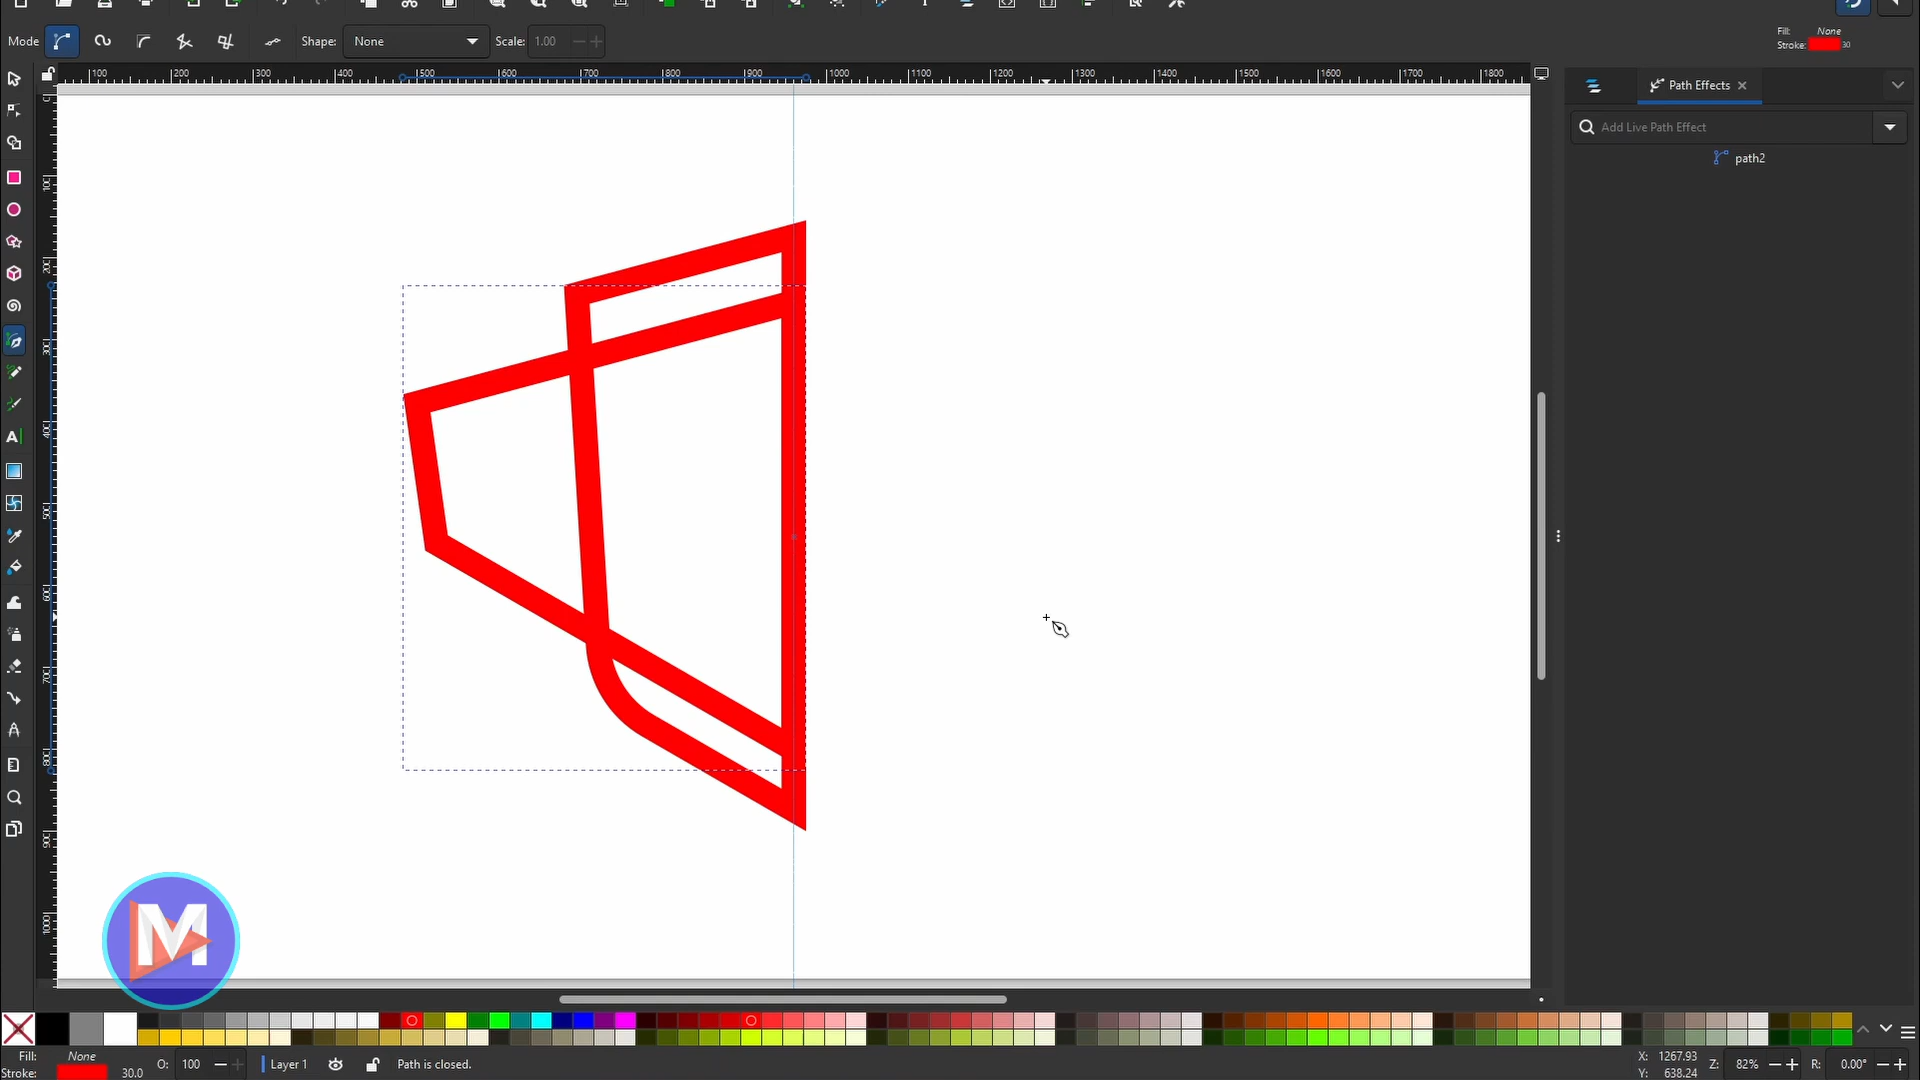 Mode
Shape:
None
Scale:
1.00
Fill:
None
Stroke:
30
100
200
300
400
500
600
700
800
900
1000
1100
1200
1300
1400
1500
1600
1700
1800
Path Effects
Add Live Path Effect
path2
A
M
Fill:
None
Stroke:
30.0
O:
100
Layer 1
Path is closed.
X:
1267.93
Y:
638.24
Z:
82%
R:
0.00°